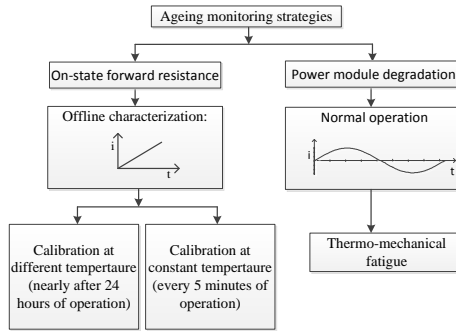 Ageing monitoring strategies
On-state forward resistance
Power module degradation
Offline characterization:
i
t
Normal operation
i
t
Calibration at
different tempertaure
(nearly after 24
hours of operation)
Calibration at
constant tempertaure
(every 5 minutes of
operation)
Thermo-mechanical
fatigue